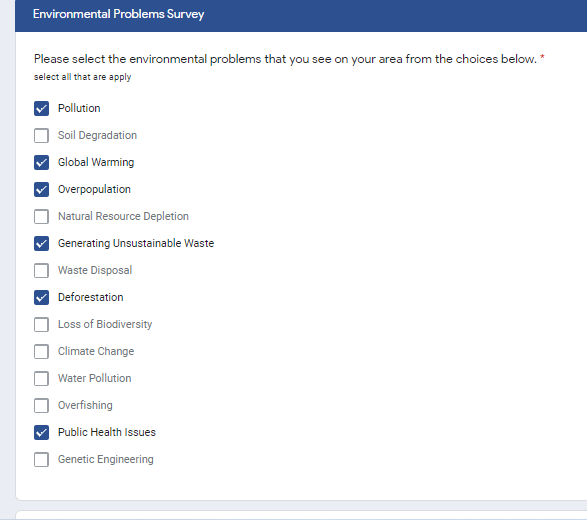 Environmental Problems Survey
Please select the environmental problems that you see on your area from the choices below. *
select all that are apply
Pollution
Soil Degradation
Global Warming
Overpopulation
Natural Resource Depletion
Generating Unsustainable Waste
Waste Disposal
Deforestation
Loss of Biodiversity
Climate Change
Water Pollution
Overfishing
Public Health Issues
Genetic Engineering